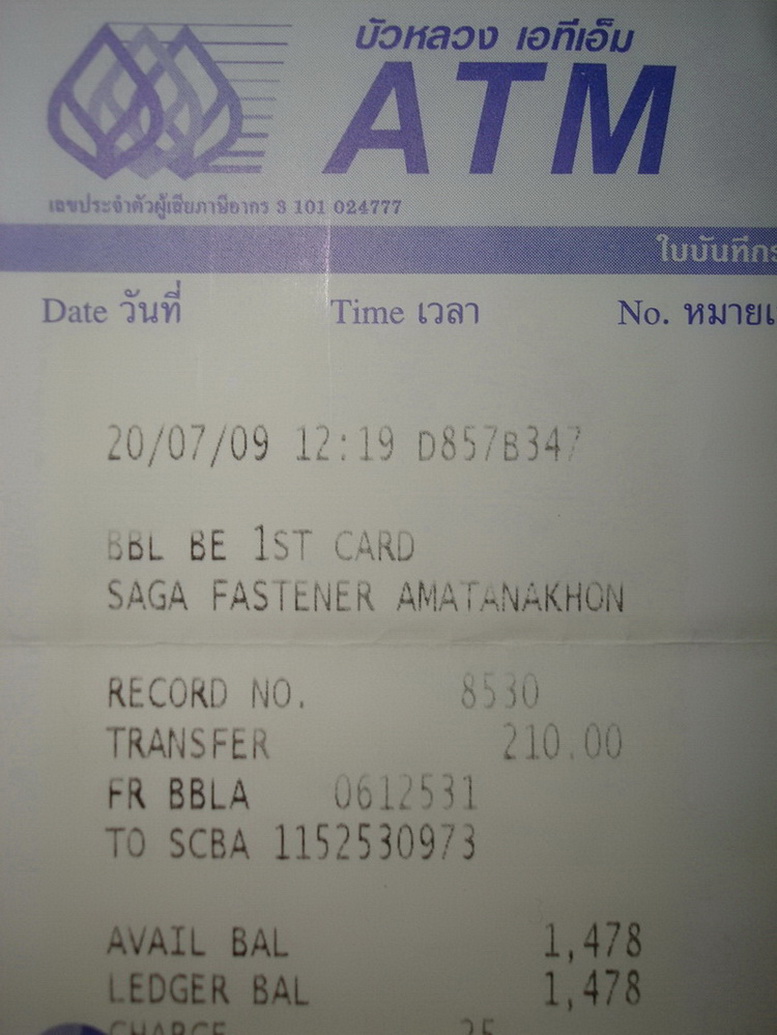 บัวหลวง เอทีเอ็ม
ATM
เลขประจำตัวผู้เสียภาษีอากร 3 101 024777
Date วันที่ Time เวลา No.
20/07/09 12:19 D857B347
BBL BE 1ST CARD
SAGA FASTENER AMATANAKHON
RECORD NO. 8530
TRANSFER 210.00
FR BBLA 0612531
TO SCBA 1152530973
AVAIL BAL 1,478
LEDGER BAL 1,478
CHARGE 25